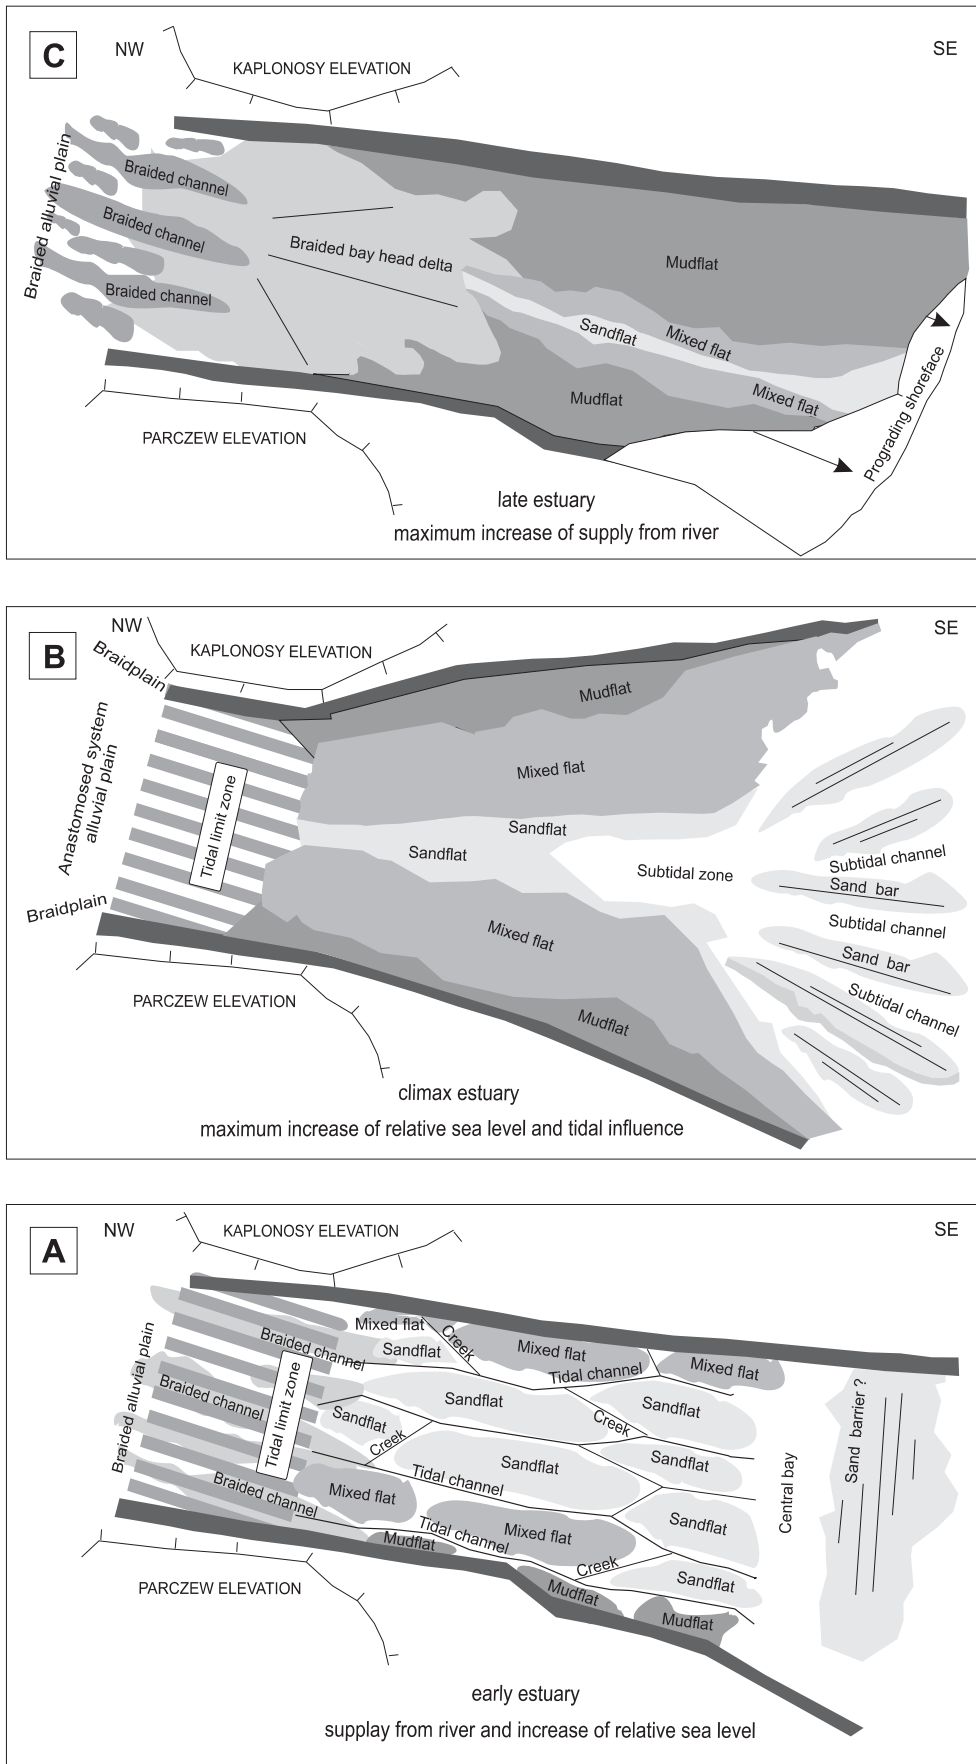 C
NW
SE
KAPLONOSY ELEVATION
Braided alluvial plain
Braided channel
Braided channel
Braided channel
Braided bay head delta
Mudflat
Sandflat
Mixed flat
Mixed flat
Mudflat
Prograding shoreface
PARCZEW ELEVATION
late estuary
maximum increase of supply from river
B
NW
SE
KAPLONOSY ELEVATION
Braidplain
Anastomosed system
alluvial plain
Tidal limit zone
Braidplain
Mudflat
Mixed flat
Sandflat
Sandflat
Subtidal zone
Subtidal channel
Sand bar
Subtidal channel
Sand bar
Subtidal channel
Mixed flat
Mudflat
PARCZEW ELEVATION
climax estuary
maximum increase of relative sea level and tidal influence
A
NW
SE
KAPLONOSY ELEVATION
Braided alluvial plain
Braided channel
Braided channel
Braided channel
Tidal limit zone
Mixed flat
Sandflat
Creek
Mixed flat
Tidal channel
Mixed flat
Sandflat
Sandflat
Sandflat
Creek
Creek
Sandflat
Sandflat
Tidal channel
Mixed flat
Tidal channel
Mixed flat
Sandflat
Mudflat
Creek
Sandflat
Mudflat
Mudflat
Central bay
Sand barrier ?
PARCZEW ELEVATION
early estuary
supplay from river and increase of relative sea level